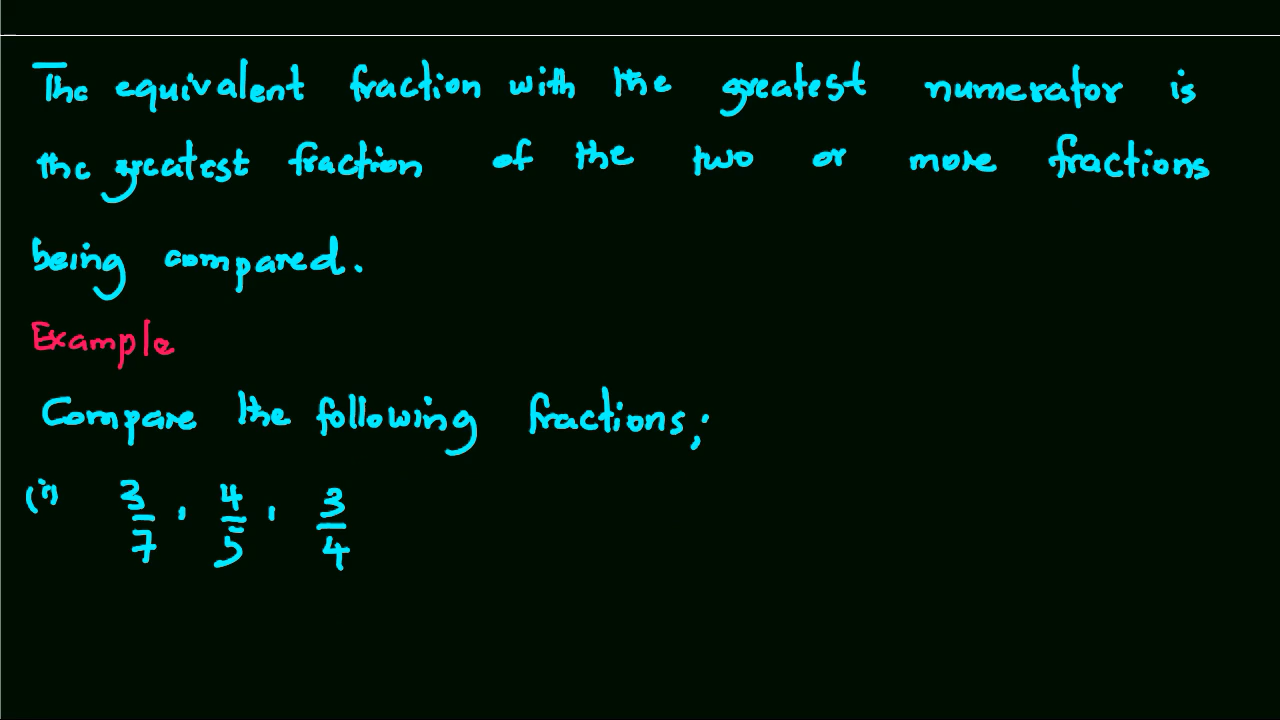 The equivalent fraction with the greatest numerator is
the greatest fraction of the two or more fractions
being compared.
Example
Compare the following fractions;
(i) 3/7, 4/5, 3/4